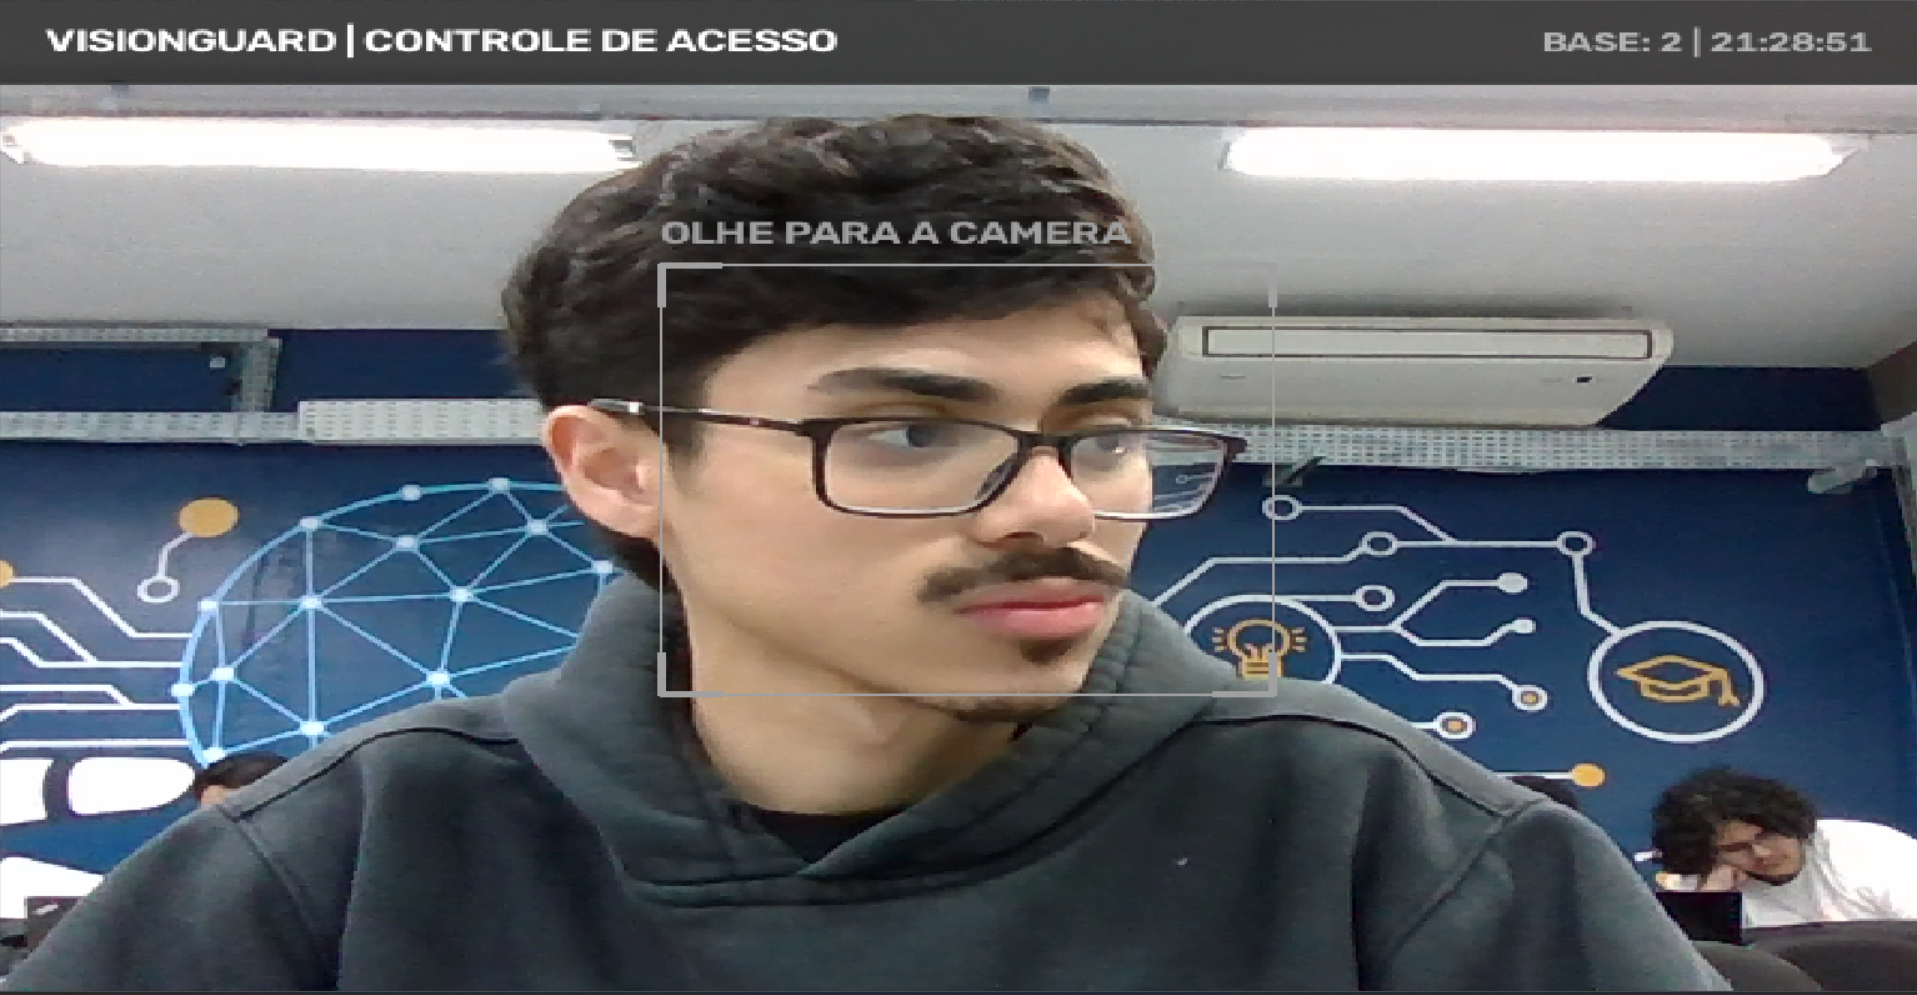 VISIONGUARD | CONTROLE DE ACESSO
BASE: 2 | 21:28:51
OLHE PARA A CAMERA